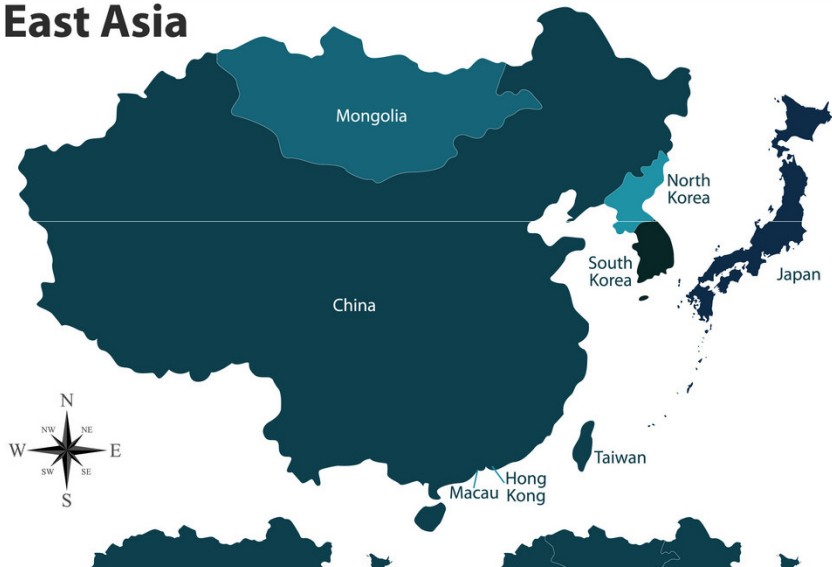 East Asia
Mongolia
North
Korea
South
Korea
Japan
China
N
NW NE
W E
SW SE
S
Taiwan
Hong
Kong
Macau